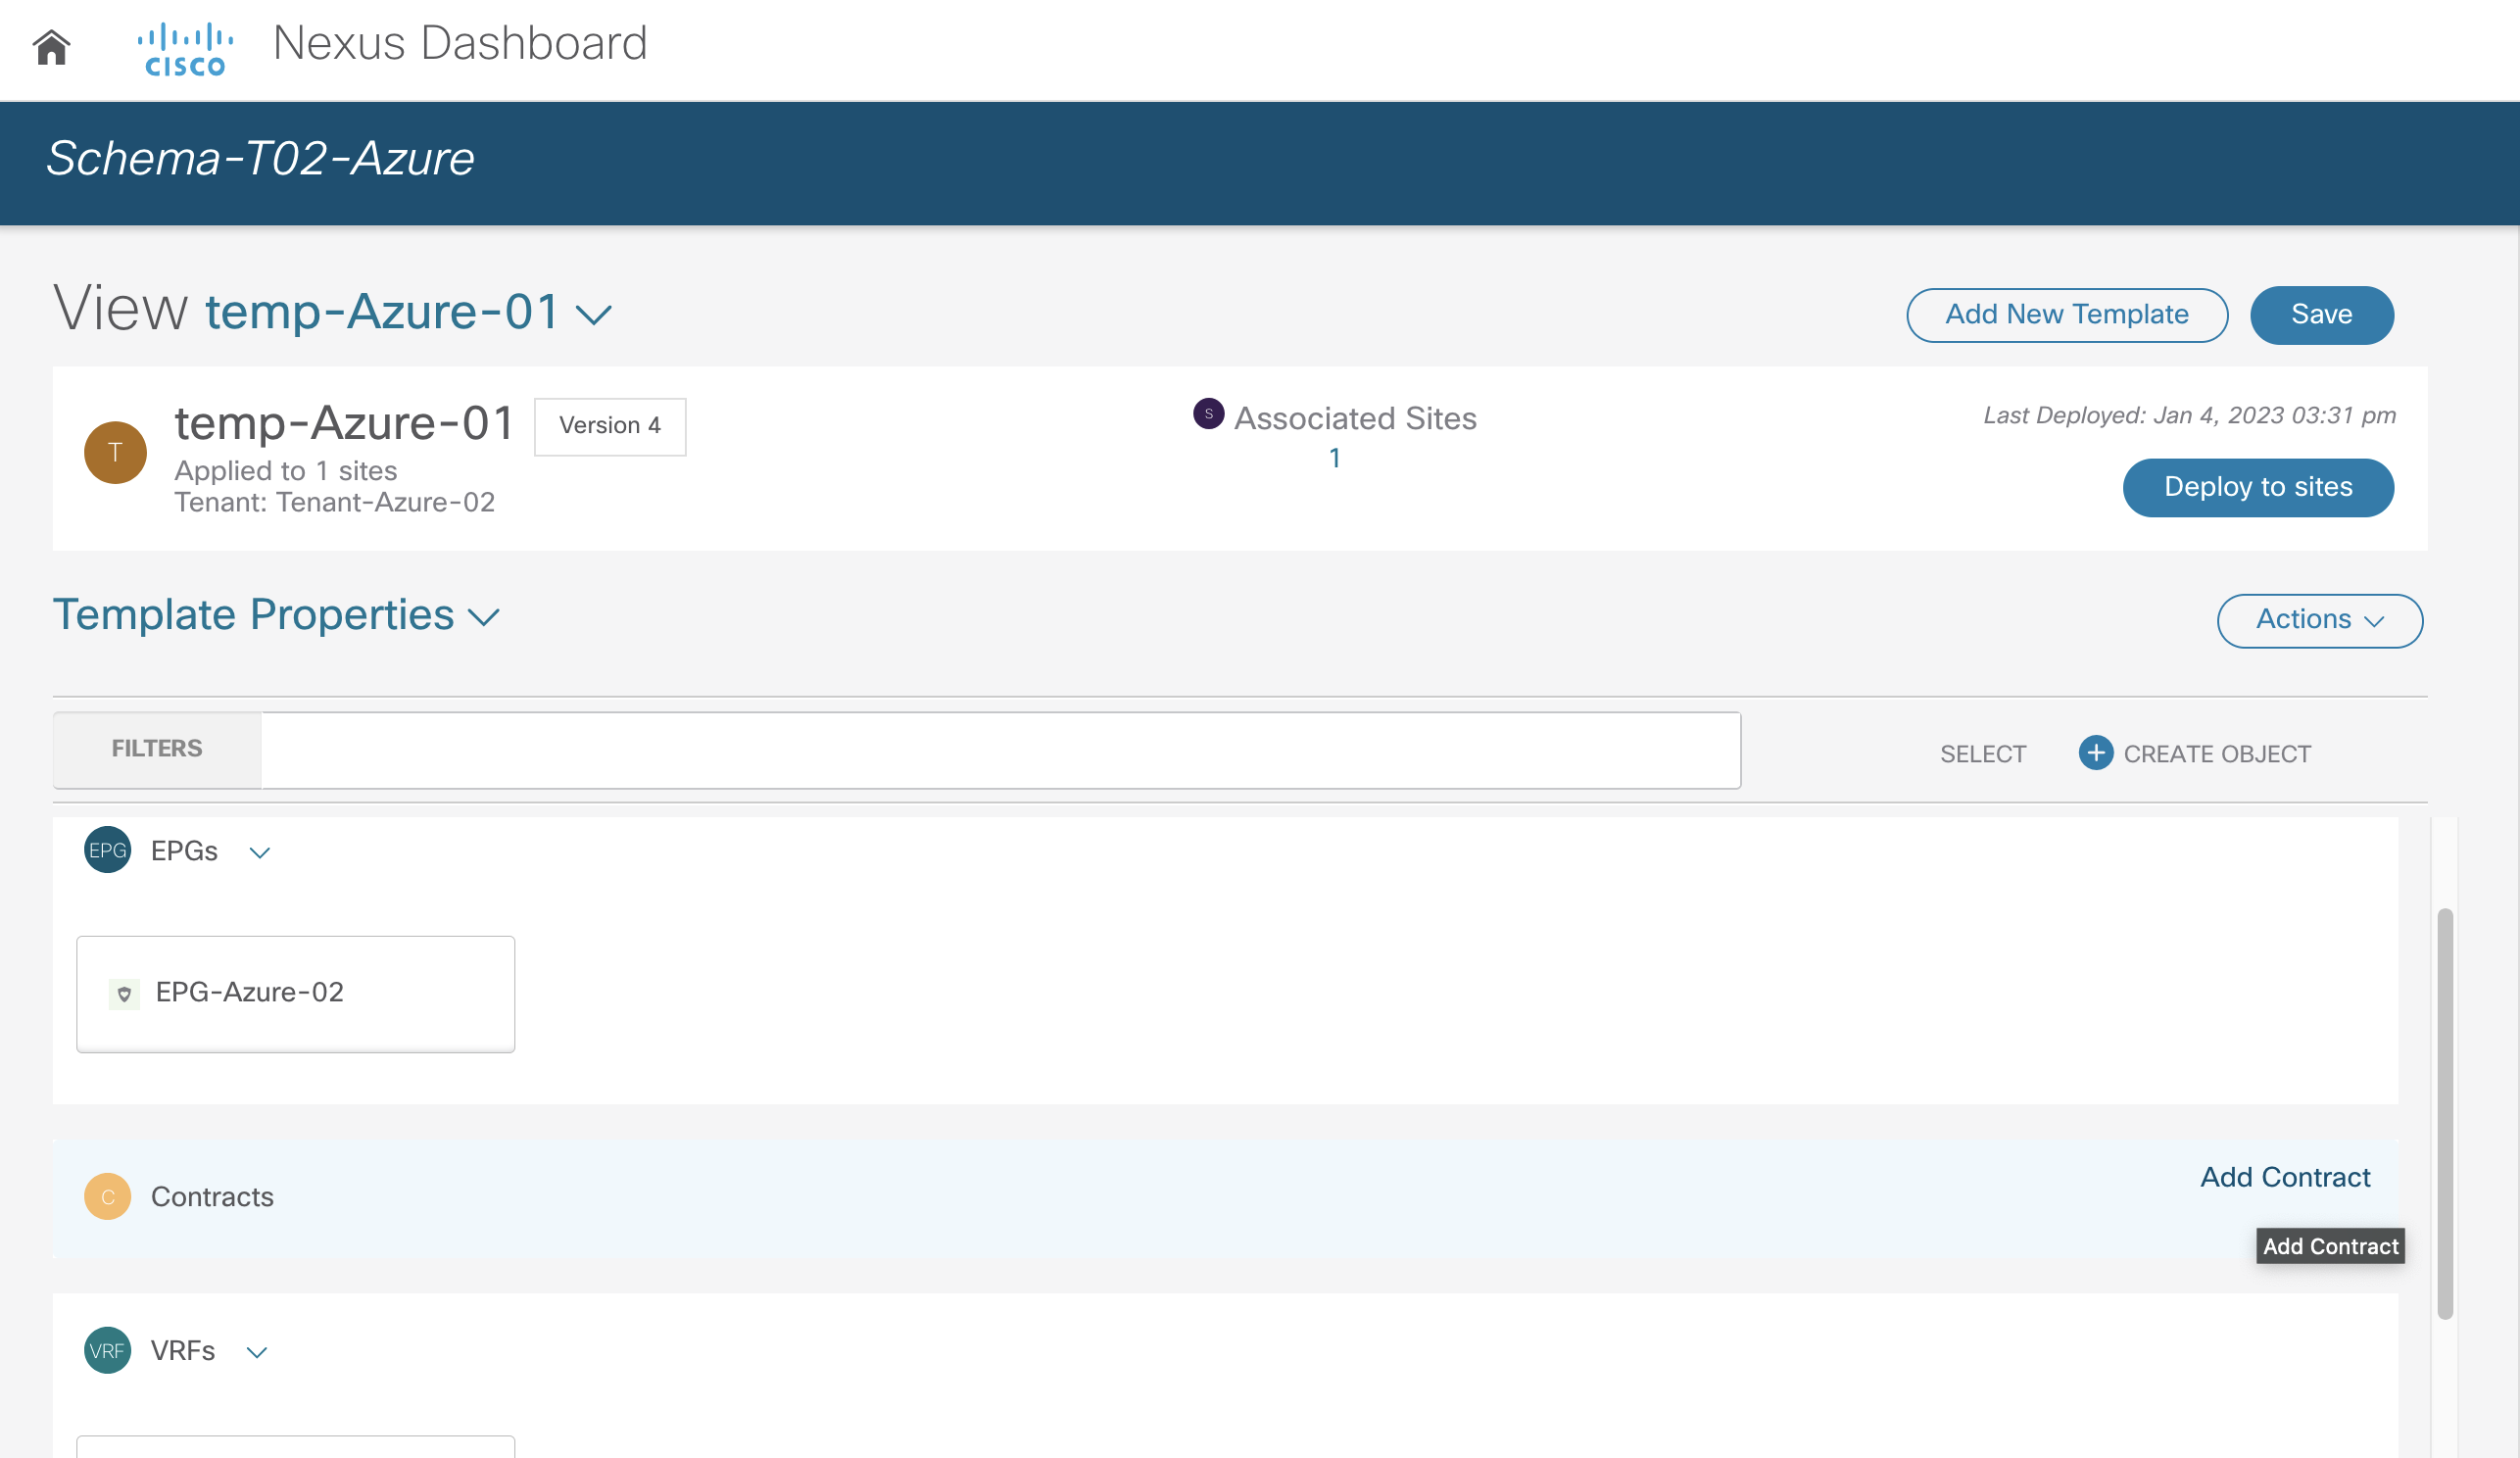 CISCO
Nexus Dashboard
Schema-T02-Azure
View temp-Azure-01
Add New Template
Save
T
temp-Azure-01
Version 4
Applied to 1 sites
Tenant: Tenant-Azure-02
S
Associated Sites
1
Last Deployed: Jan 4, 2023 03:31 pm
Deploy to sites
Template Properties
Actions
FILTERS
SELECT
CREATE OBJECT
EPG
EPGs
EPG-Azure-02
C
Contracts
Add Contract
Add Contract
VRF
VRFs